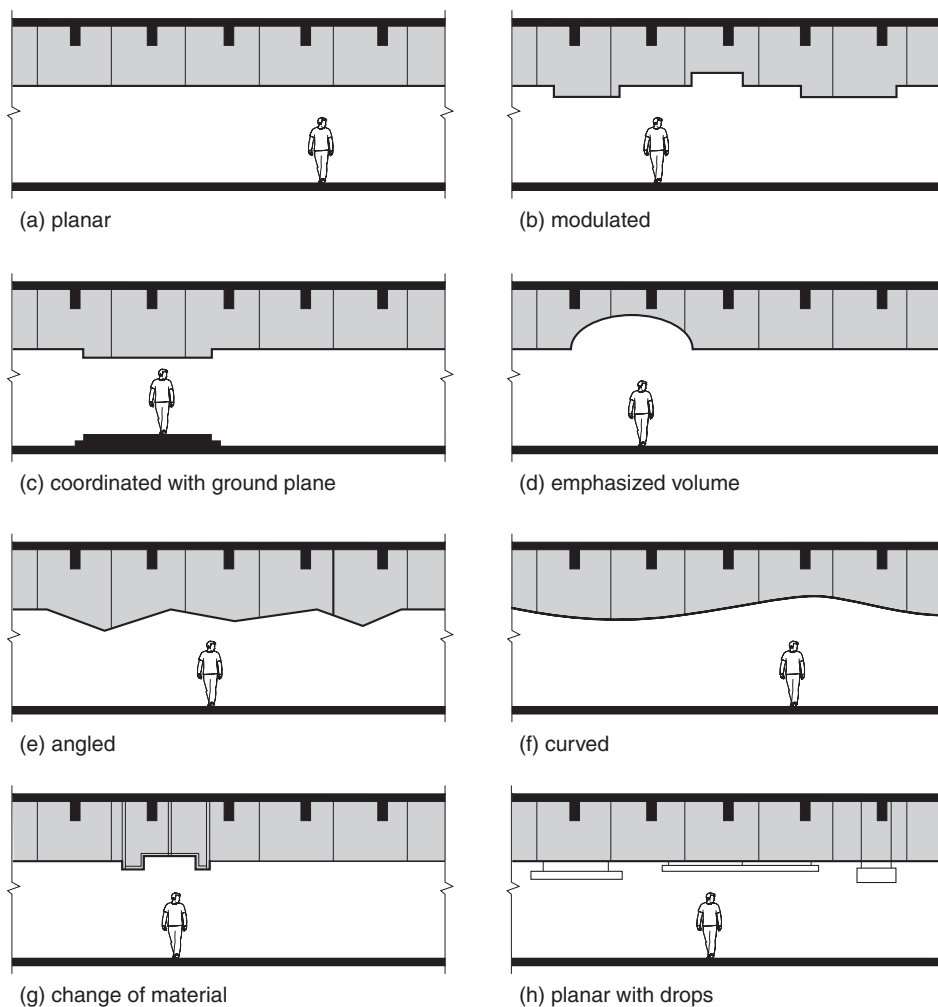 (a) planar
(b) modulated
(c) coordinated with ground plane
(d) emphasized volume
(e) angled
(f) curved
(g) change of material
(h) planar with drops